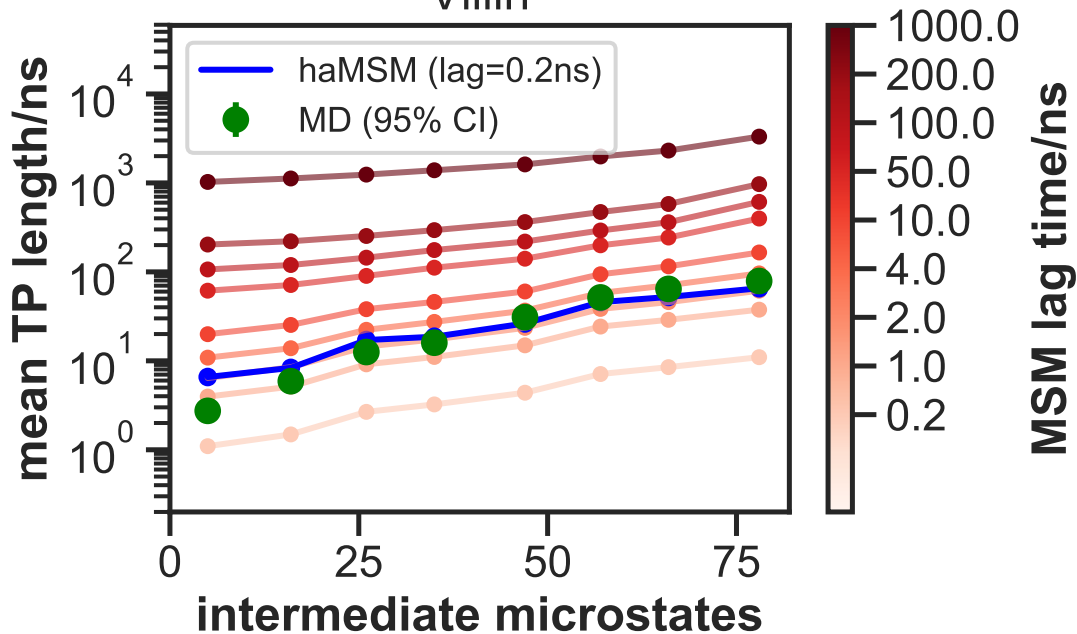 haMSM (lag=0.2ns)
MD (95% CI)
mean TP length/ns
10^4
10^3
10^2
10^1
10^0
0 25 50 75
intermediate microstates
1000.0
200.0
100.0
50.0
10.0
4.0
2.0
1.0
0.2
MSM lag time/ns